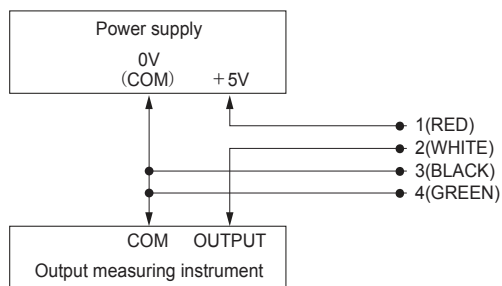 Power supply
0V
(COM) +5V
1(RED)
2(WHITE)
3(BLACK)
4(GREEN)
COM OUTPUT
Output measuring instrument